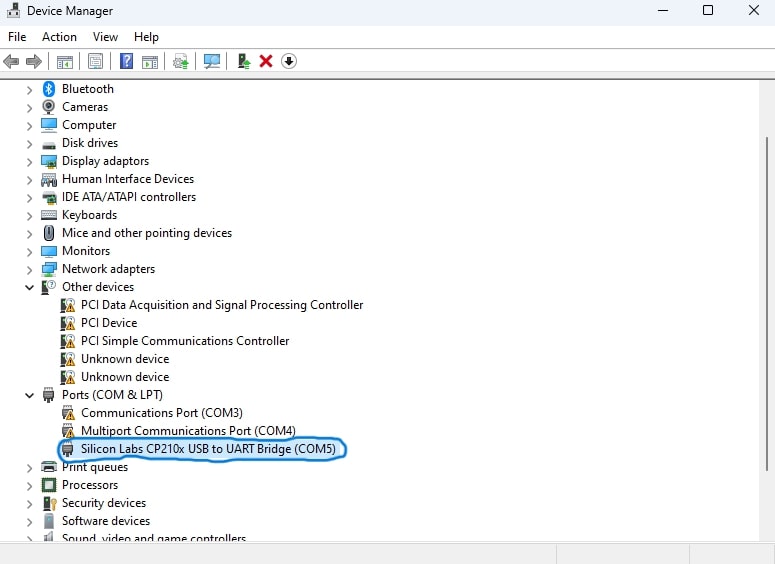 Device Manager
File Action View Help
Bluetooth
Cameras
Computer
Disk drives
Display adaptors
Human Interface Devices
IDE ATA/ATAPI controllers
Keyboards
Mice and other pointing devices
Monitors
Network adapters
Other devices
PCI Data Acquisition and Signal Processing Controller
PCI Device
PCI Simple Communications Controller
Unknown device
Unknown device
Ports (COM & LPT)
Communications Port (COM3)
Multiport Communications Port (COM4)
Silicon Labs CP210x USB to UART Bridge (COM5)
Print queues
Processors
Security devices
Software devices
Sound, video and game controllers